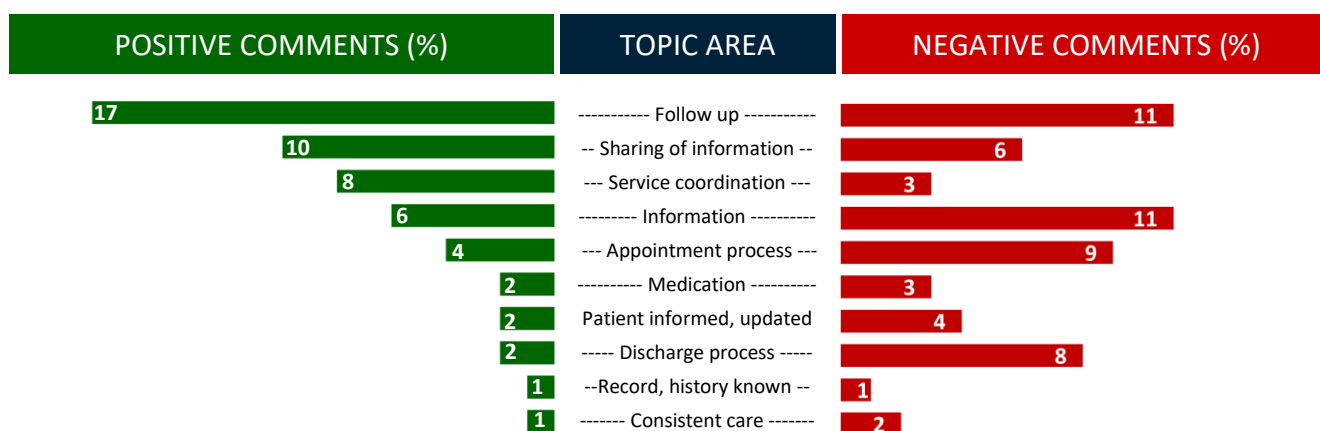 POSITIVE COMMENTS (%) TOPIC AREA NEGATIVE COMMENTS (%)
17 ----------- Follow up ----------- 11
10 -- Sharing of information -- 6
8 --- Service coordination --- 3
6 --------- Information ---------- 11
4 --- Appointment process --- 9
2 ---------- Medication ---------- 3
2 Patient informed, updated 4
2 ----- Discharge process ----- 8
1 --Record, history known -- 1
1 ------- Consistent care ------- 2